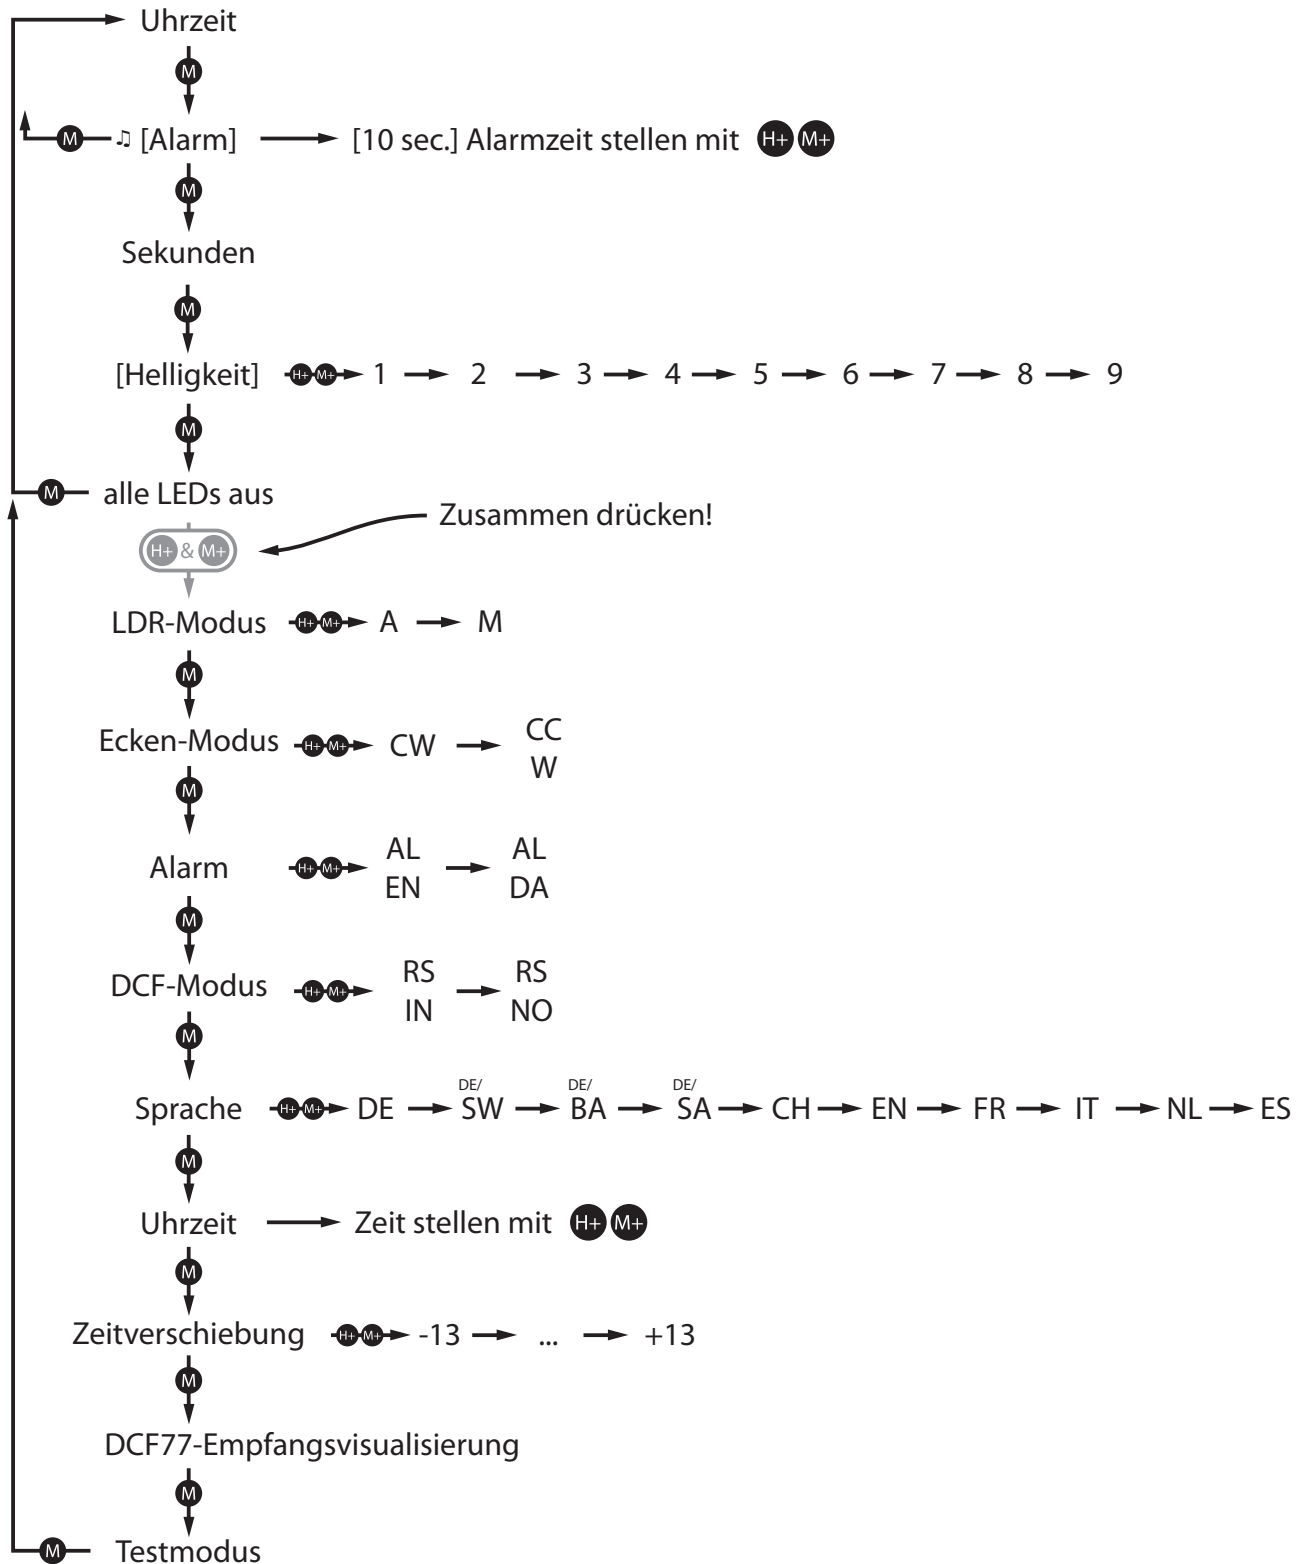 Uhrzeit
M
M ♫ [Alarm] [10 sec.] Alarmzeit stellen mit H+ M+
M
Sekunden
M
[Helligkeit] H+ M+ 1 2 3 4 5 6 7 8 9
M
M alle LEDs aus
Zusammen drücken!
H+ & M+
LDR-Modus H+ M+ A M
M
Ecken-Modus H+ M+ CW CC
W
M
Alarm H+ M+ AL AL
EN DA
M
DCF-Modus H+ M+ RS RS
IN NO
M
DE/ DE/ DE/
Sprache H+ M+ DE SW BA SA CH EN FR IT NL ES
M
Uhrzeit Zeit stellen mit H+ M+
M
Zeitverschiebung H+ M+ -13 ... +13
M
DCF77-Empfangsvisualisierung
M
M Testmodus